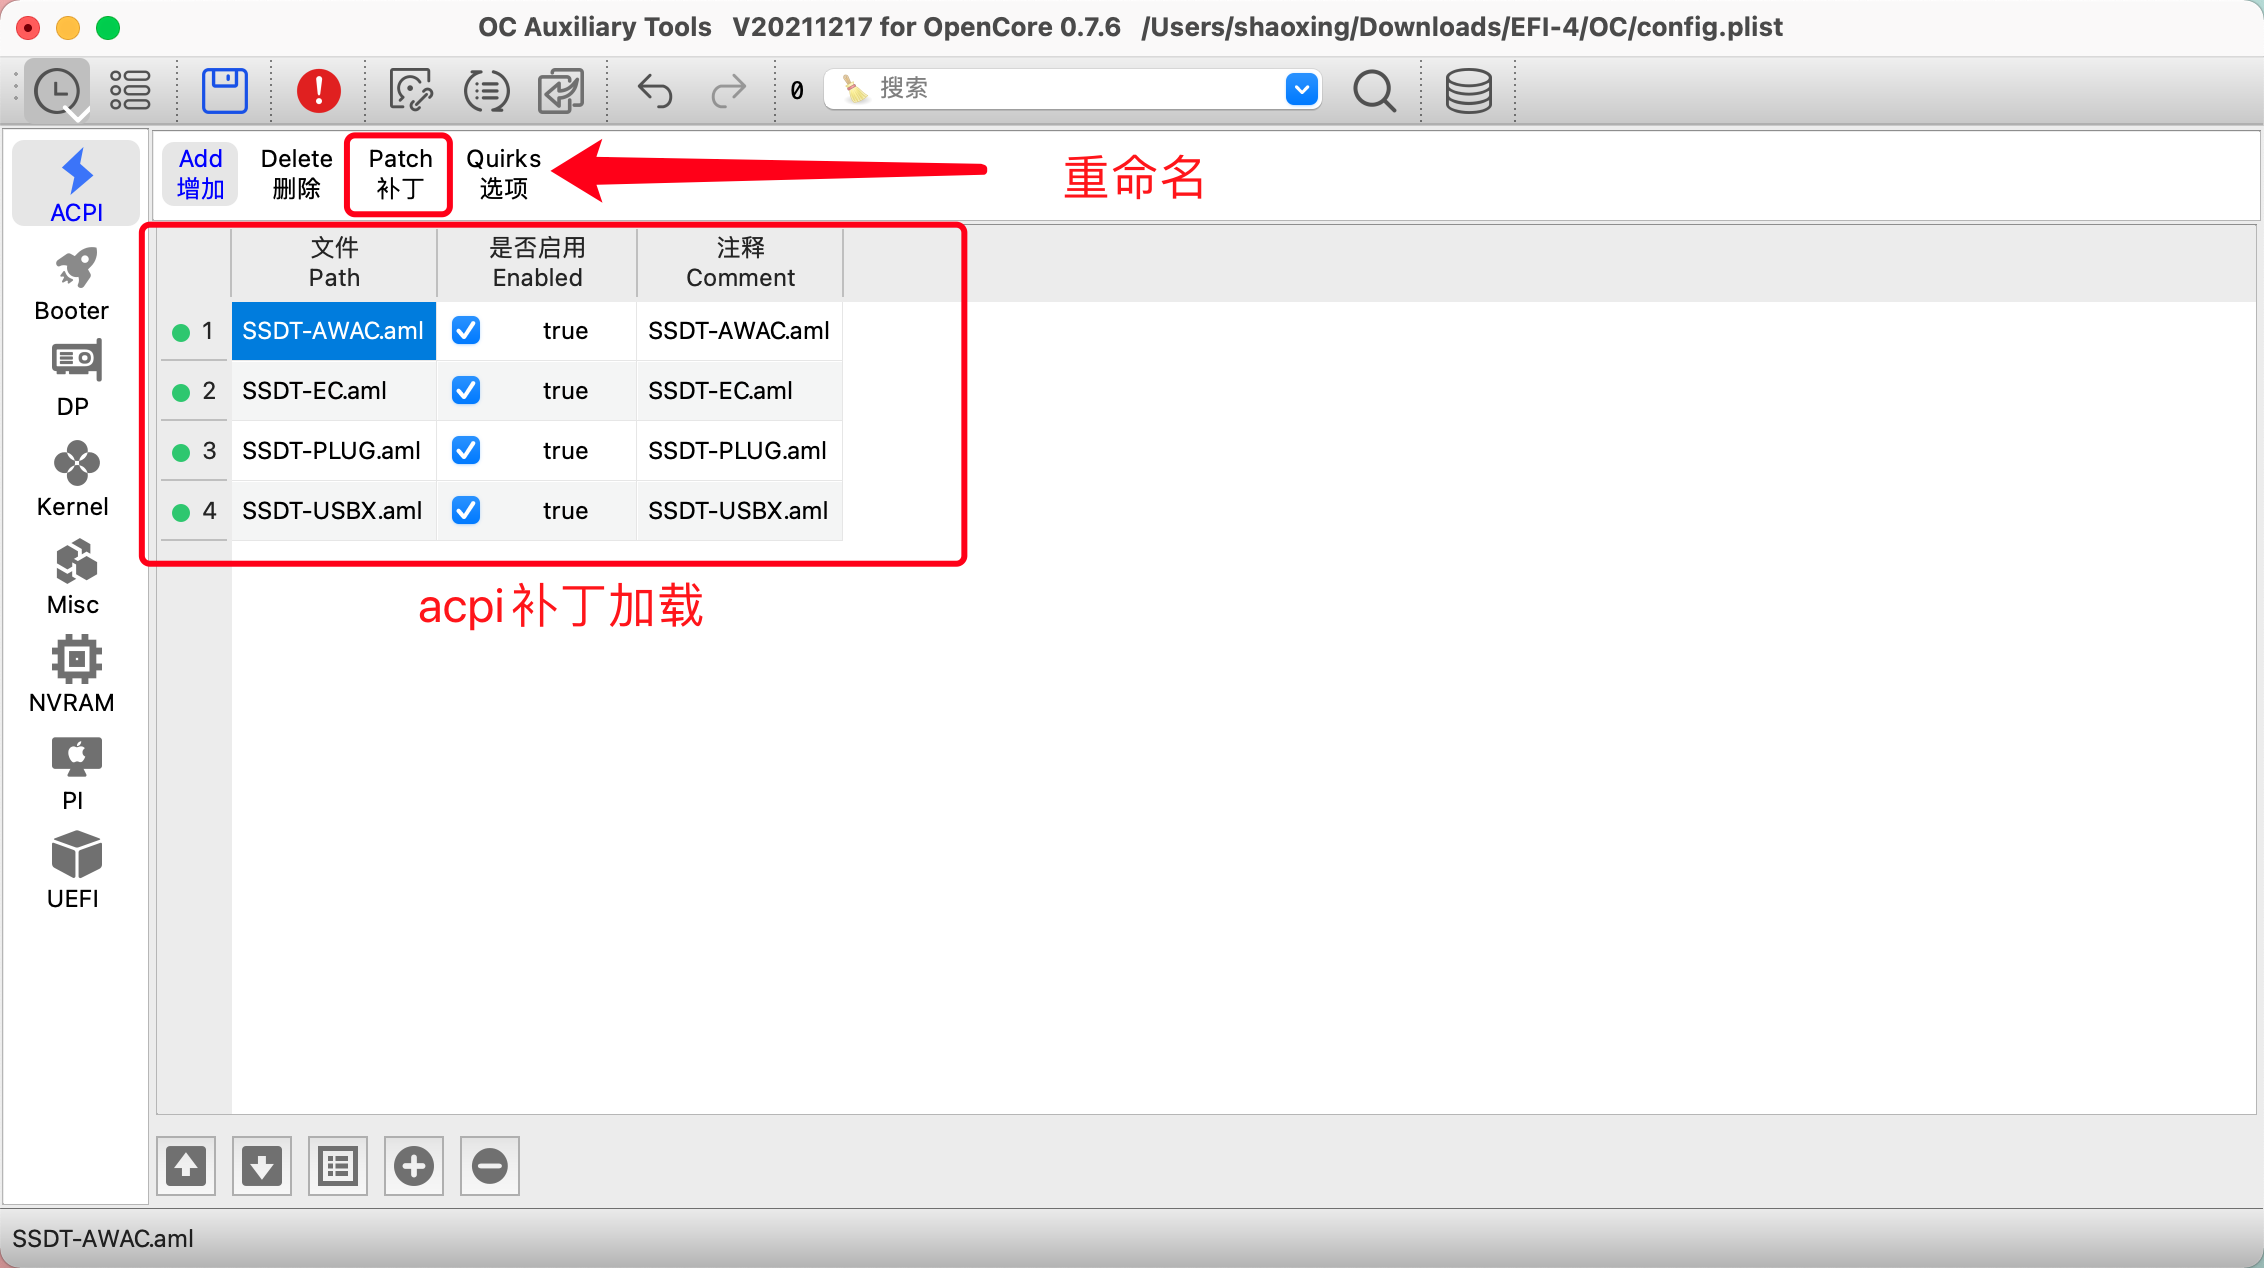 OC Auxiliary Tools   V20211217 for OpenCore 0.7.6   /Users/shaoxing/Downloads/EFI-4/OC/config.plist
0
搜索
ACPI
Booter
DP
Kernel
Misc
NVRAM
PI
UEFI
Add
增加
Delete
删除
Patch
补丁
Quirks
选项
重命名
文件
Path
是否启用
Enabled
注释
Comment
1 SSDT-AWAC.aml true SSDT-AWAC.aml
2 SSDT-EC.aml true SSDT-EC.aml
3 SSDT-PLUG.aml true SSDT-PLUG.aml
4 SSDT-USBX.aml true SSDT-USBX.aml
acpi补丁加载
SSDT-AWAC.aml